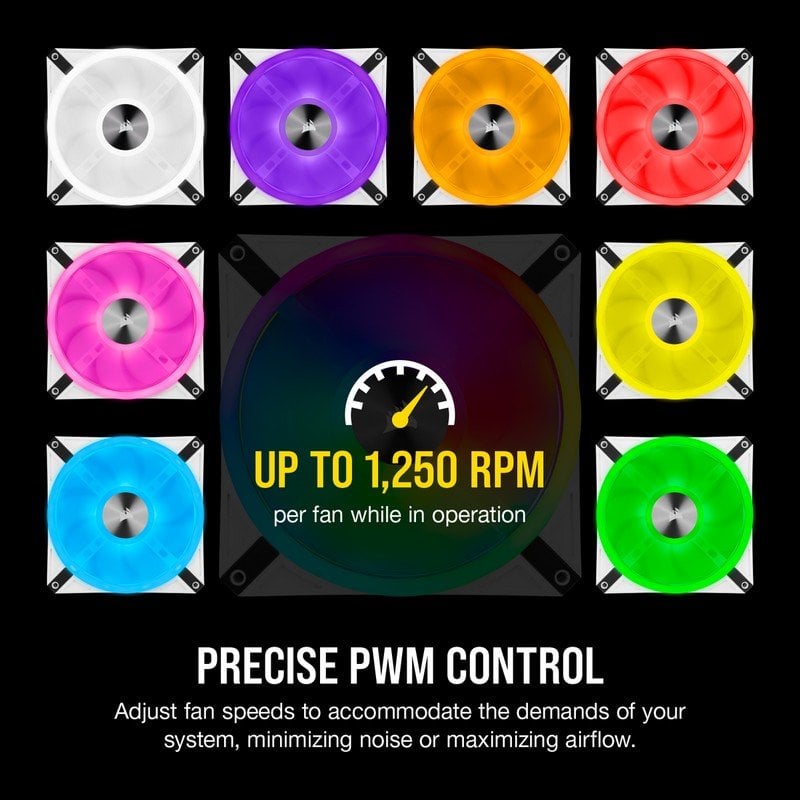 UP TO 1,250 RPM
per fan while in operation
PRECISE PWM CONTROL
Adjust fan speeds to accommodate the demands of your
system, minimizing noise or maximizing airflow.